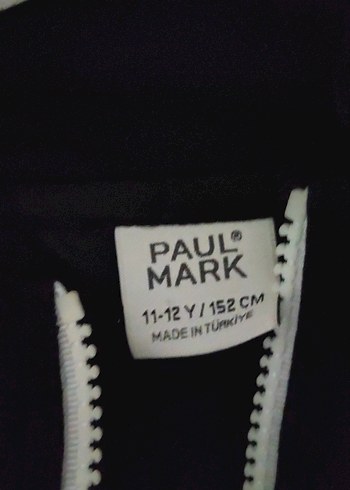 PAUL®
MARK
11-12 Y / 152 CM
MADE IN TÜRKİYE